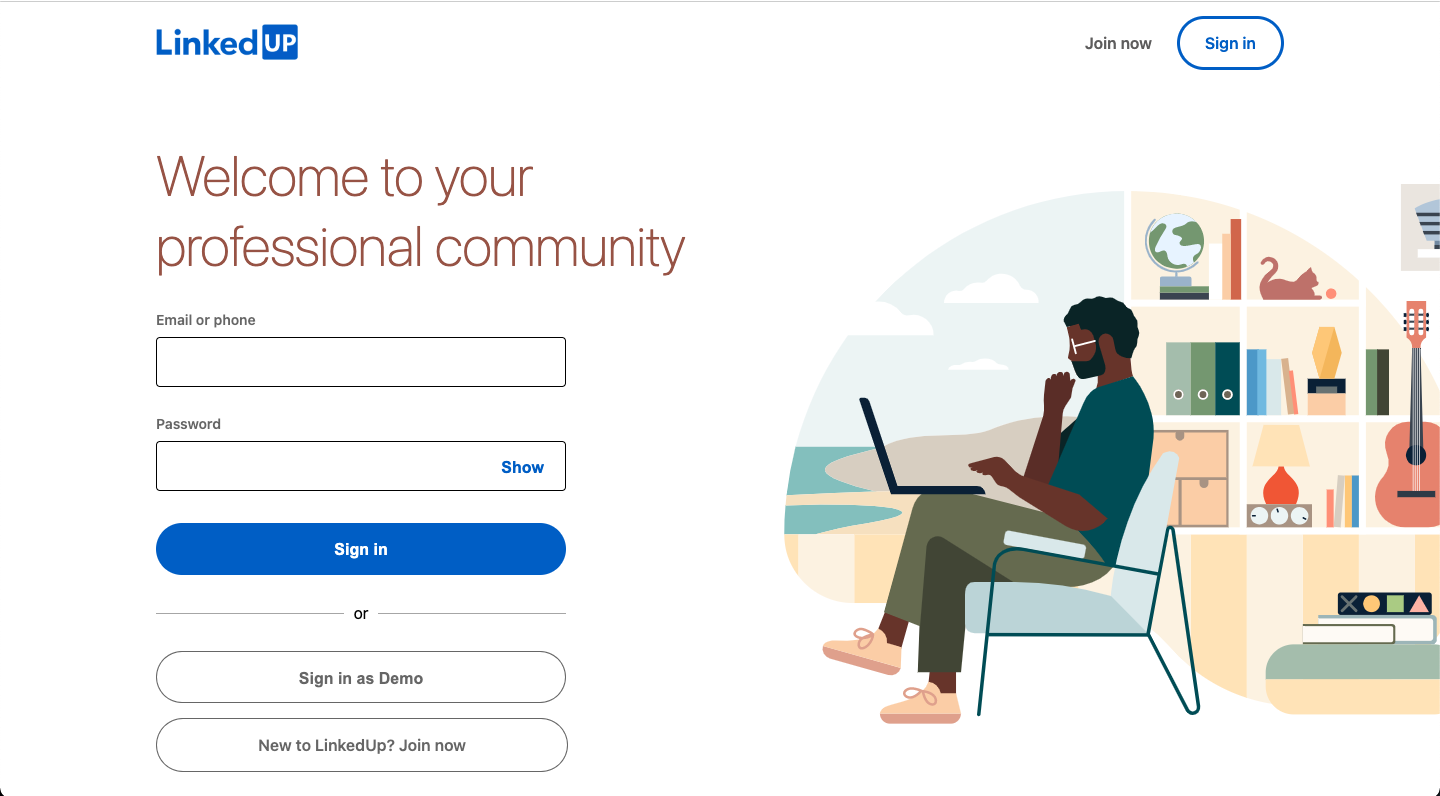 LinkedUP
Join now
Sign in
Welcome to your
professional community
Email or phone
Password
Show
Sign in
or
Sign in as Demo
New to LinkedUp? Join now